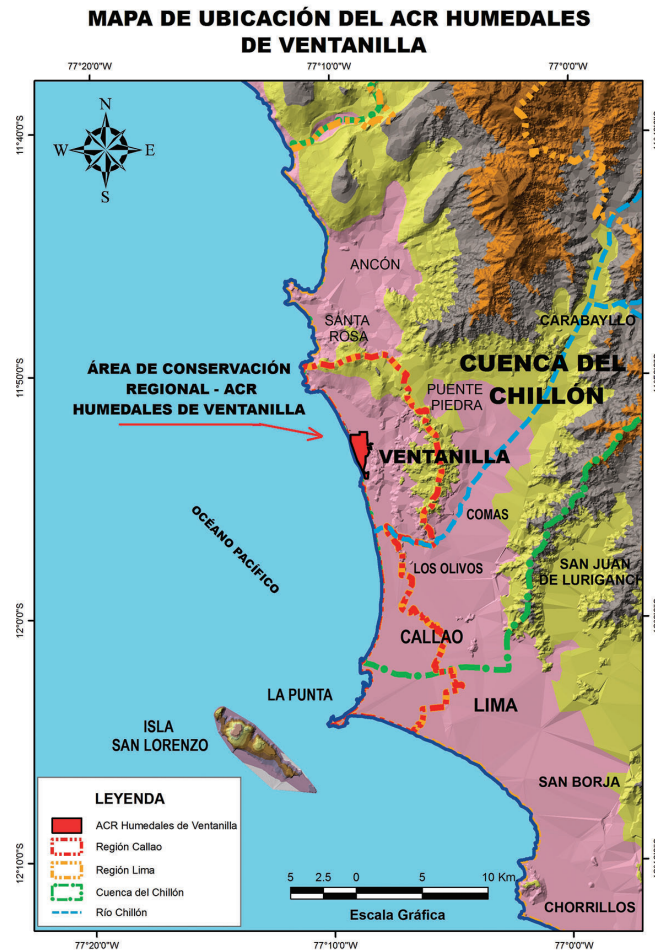 MAPA DE UBICACIÓN DEL ACR HUMEDALES
DE VENTANILLA
77°20'0"W 77°10'0"W 77°0'0"W
N
W E
S
11°40'0"S
ANCÓN
SANTA
ROSA
CARABAYLLO
CUENCA DEL
CHILLÓN
ÁREA DE CONSERVACIÓN
REGIONAL - ACR
HUMEDALES DE VENTANILLA
11°50'0"S
PUENTE
PIEDRA
VENTANILLA
OCÉANO PACÍFICO
COMAS
LOS OLIVOS
SAN JUAN
DE LURIGANCH
12°0'0"S
CALLAO
LA PUNTA
LIMA
ISLA
SAN LORENZO
SAN BORJA
LEYENDA
ACR Humedales de Ventanilla
Región Callao
Región Lima
Cuenca del Chillón
Río Chillón
12°10'0"S
5 2.5 0 5 10 Km
Escala Gráfica
CHORRILLOS
77°20'0"W 77°10'0"W 77°0'0"W